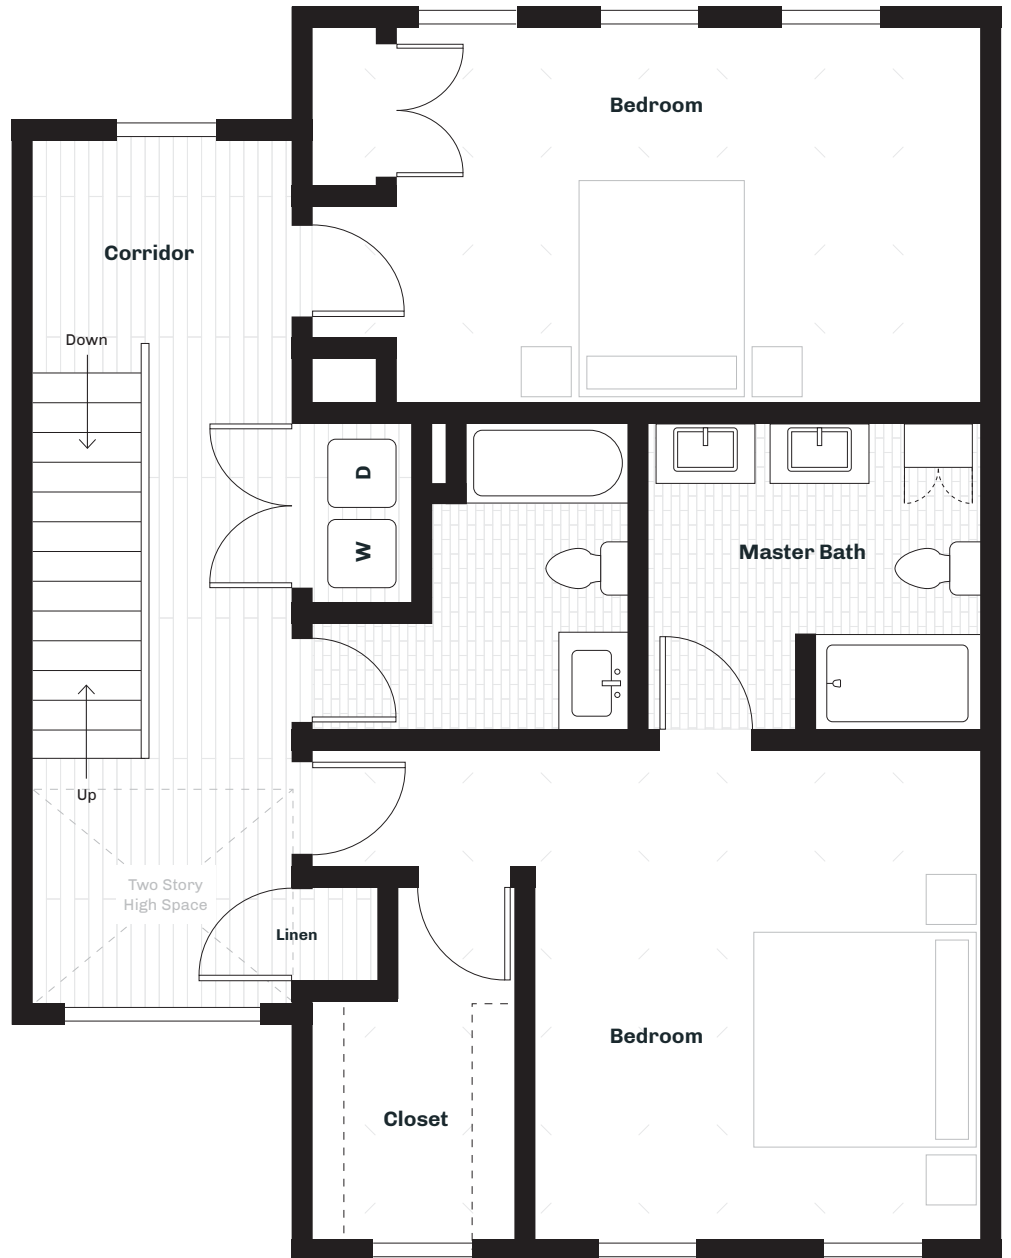 Bedroom
Corridor
Down
D
W
Master Bath
Up
Two Story
High Space
Linen
Bedroom
Closet